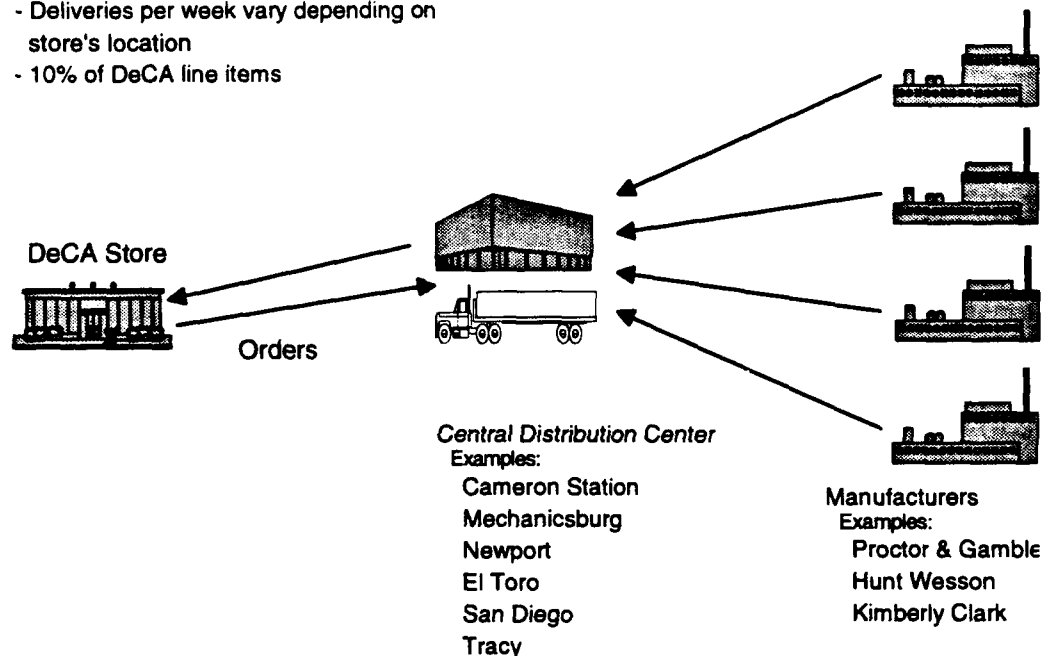 - Deliveries per week vary depending on
store's location
- 10% of DeCA line items
DeCA Store
Orders
Central Distribution Center
Examples:
Cameron Station
Mechanicsburg
Newport
El Toro
San Diego
Tracy
Manufacturers
Examples:
Proctor & Gamble
Hunt Wesson
Kimberly Clark